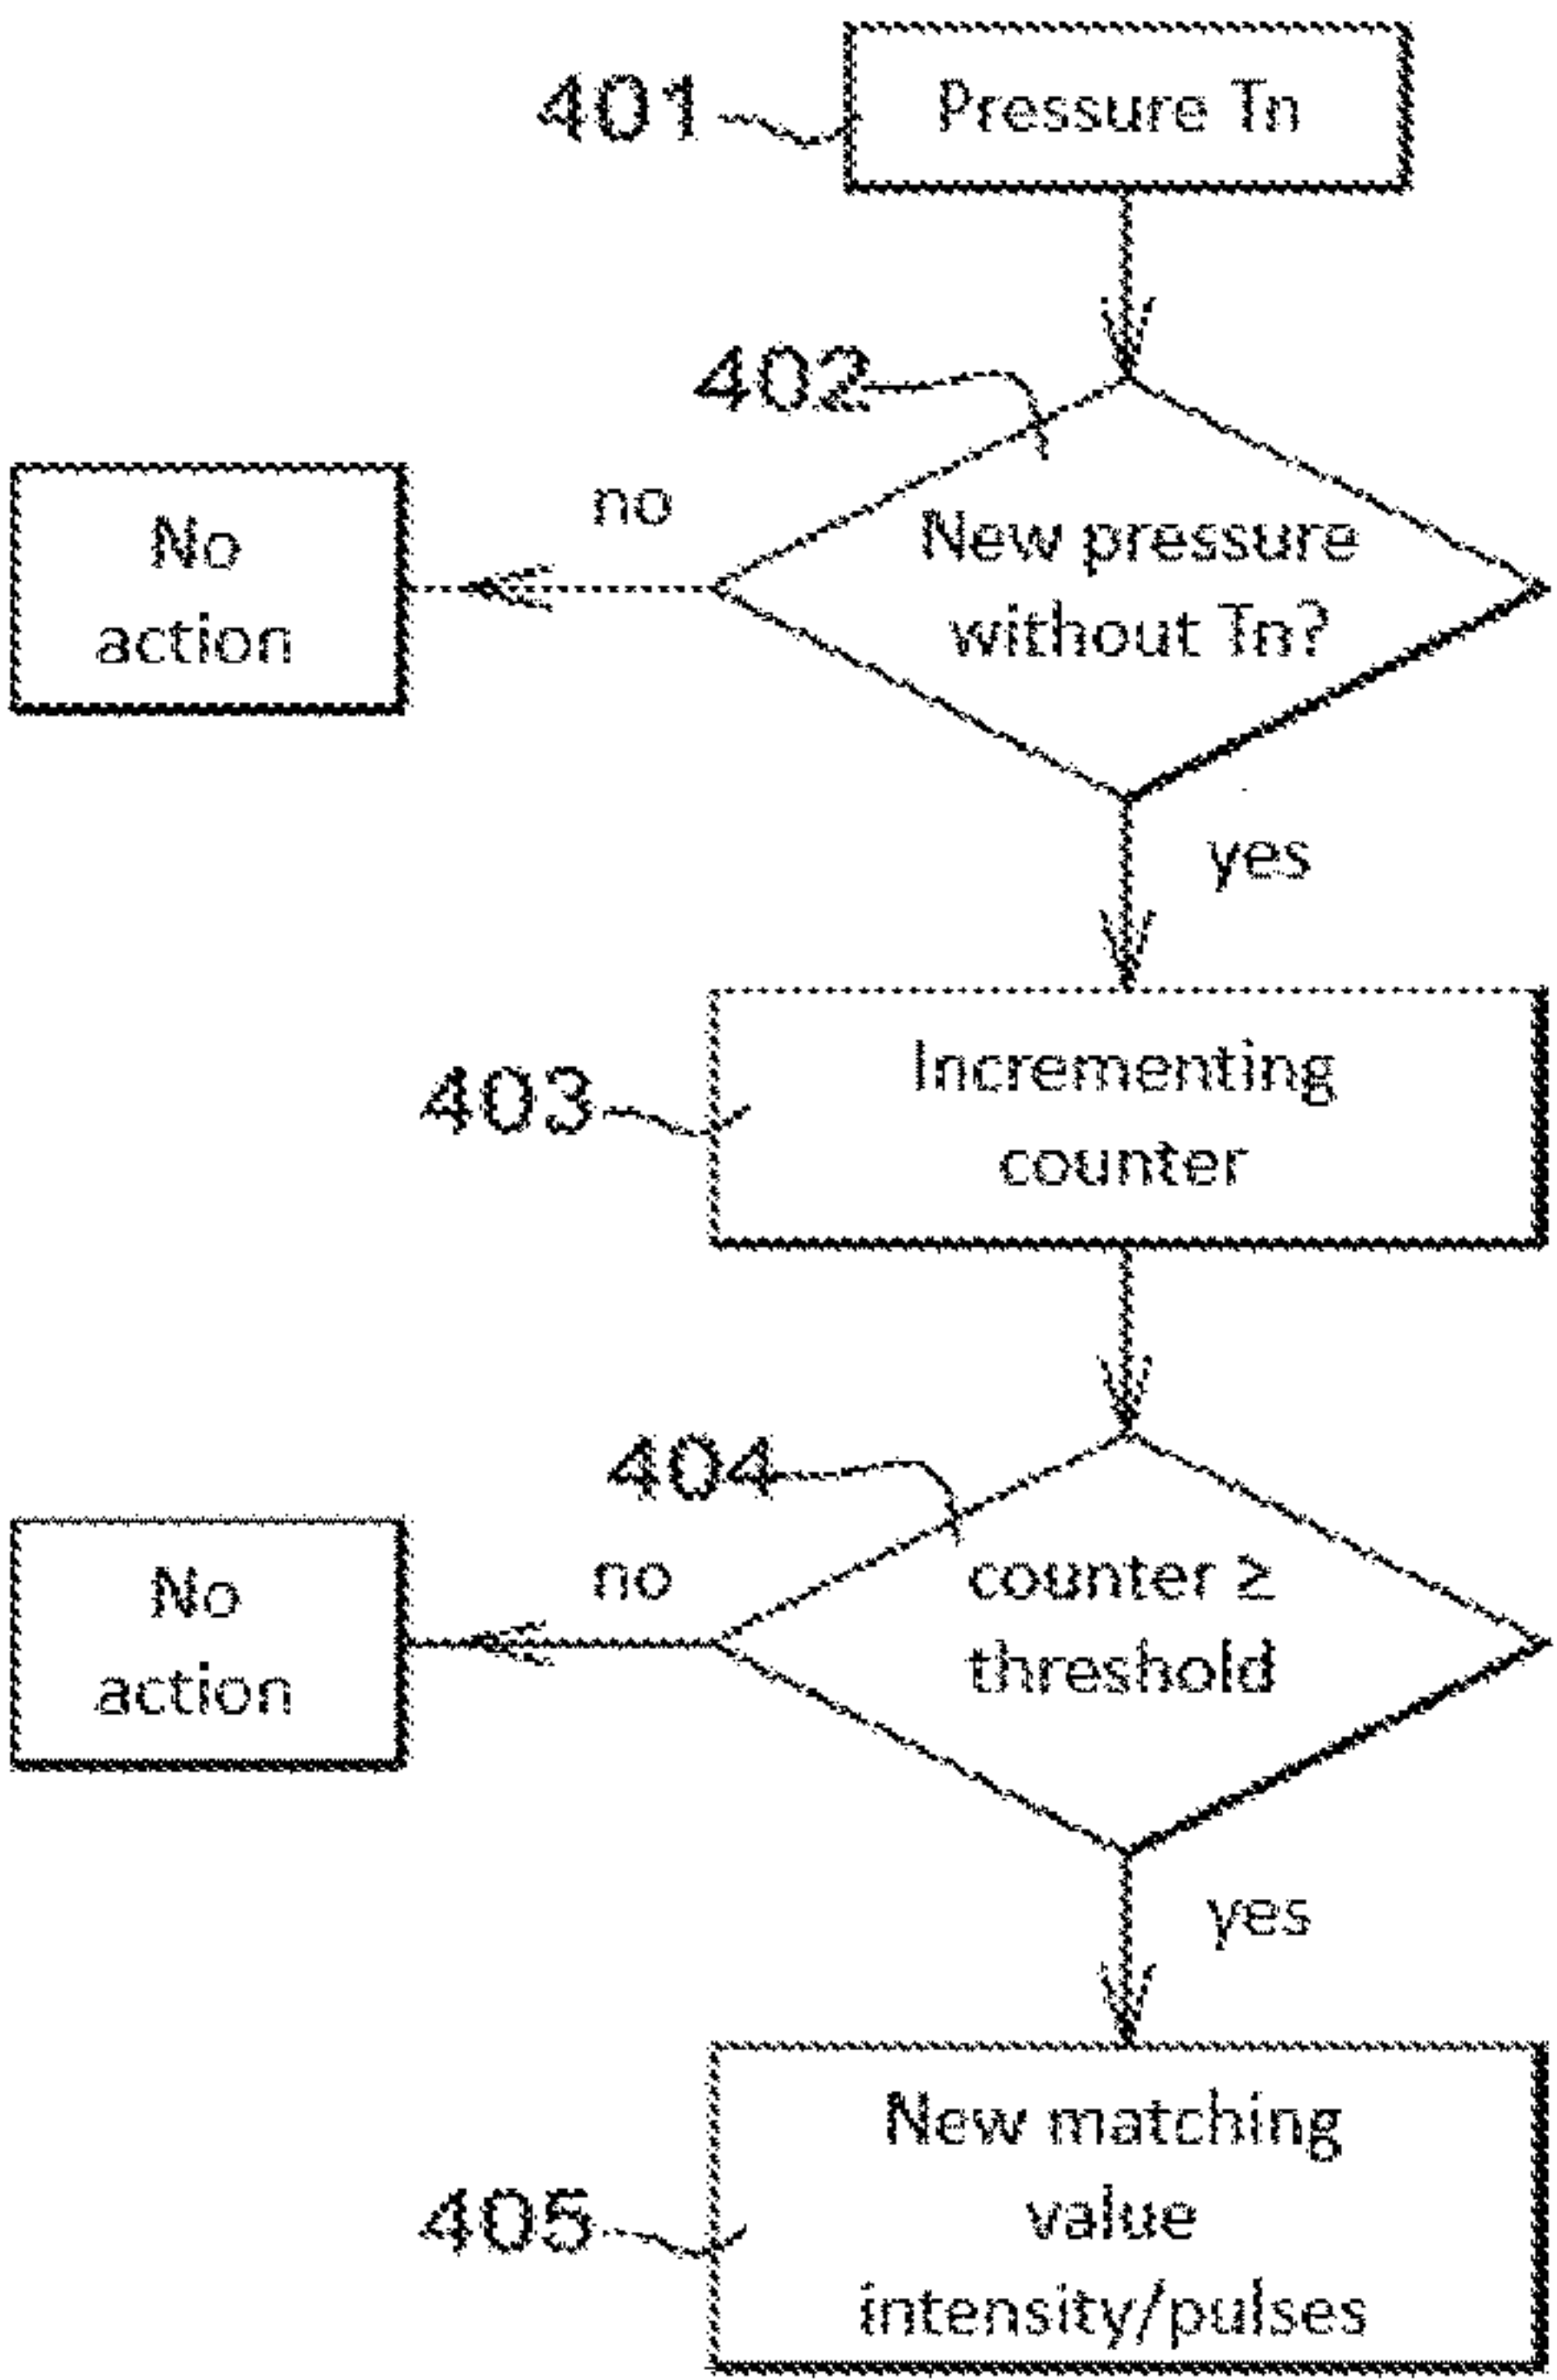 401
Pressure Tn
402
no
No
action
New pressure
without Tn?
yes
403
Incrementing
counter
404
no
No
action
counter ≥
threshold
yes
405
New matching
value
intensity/pulses